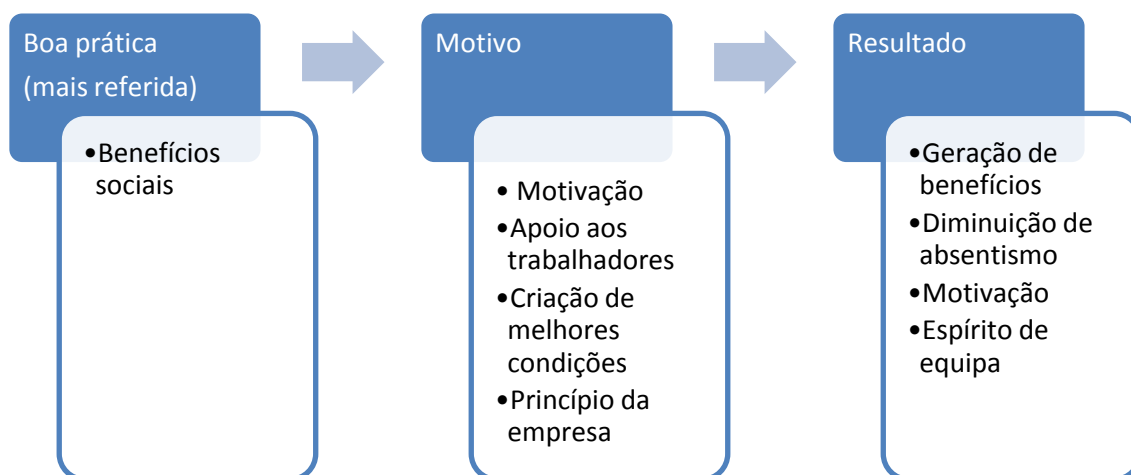 Boa prática
(mais referida)
•Benefícios
sociais
Motivo
• Motivação
•Apoio aos
trabalhadores
•Criação de
melhores
condições
•Princípio da
empresa
Resultado
•Geração de
benefícios
•Diminuição de
absentismo
•Motivação
•Espírito de
equipa